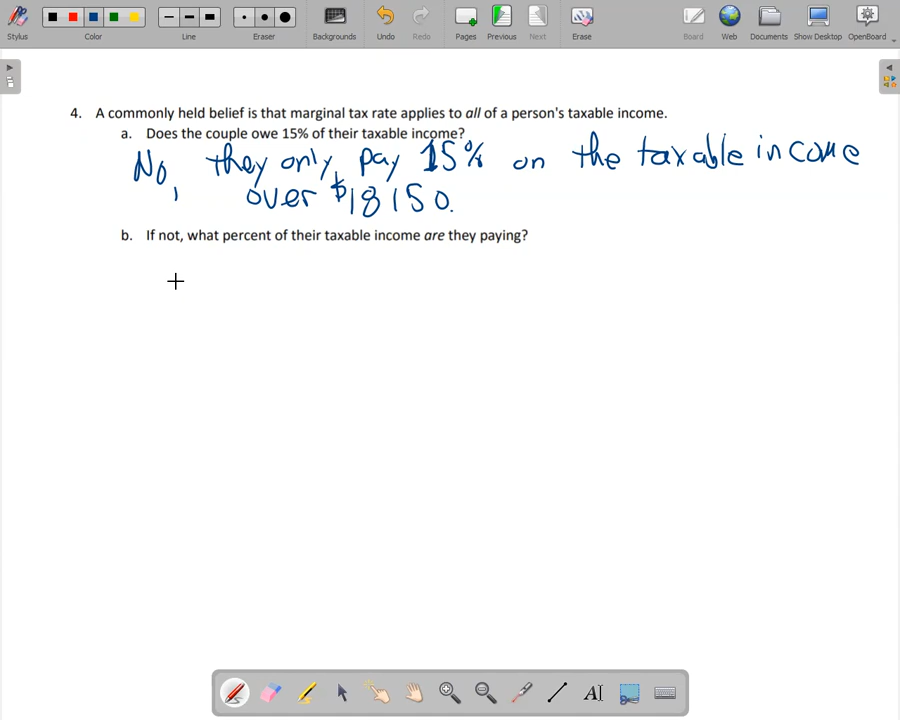 Stylus
Color
Line
Eraser
Backgrounds
Undo
Redo
Pages
Previous
Next
Erase
Board
Web
Documents
Show Desktop
OpenBoard
4. A commonly held belief is that marginal tax rate applies to all of a person's taxable income.
a. Does the couple owe 15% of their taxable income?
No, they only pay 15% on the taxable income
over $18150.
b. If not, what percent of their taxable income are they paying?
AI